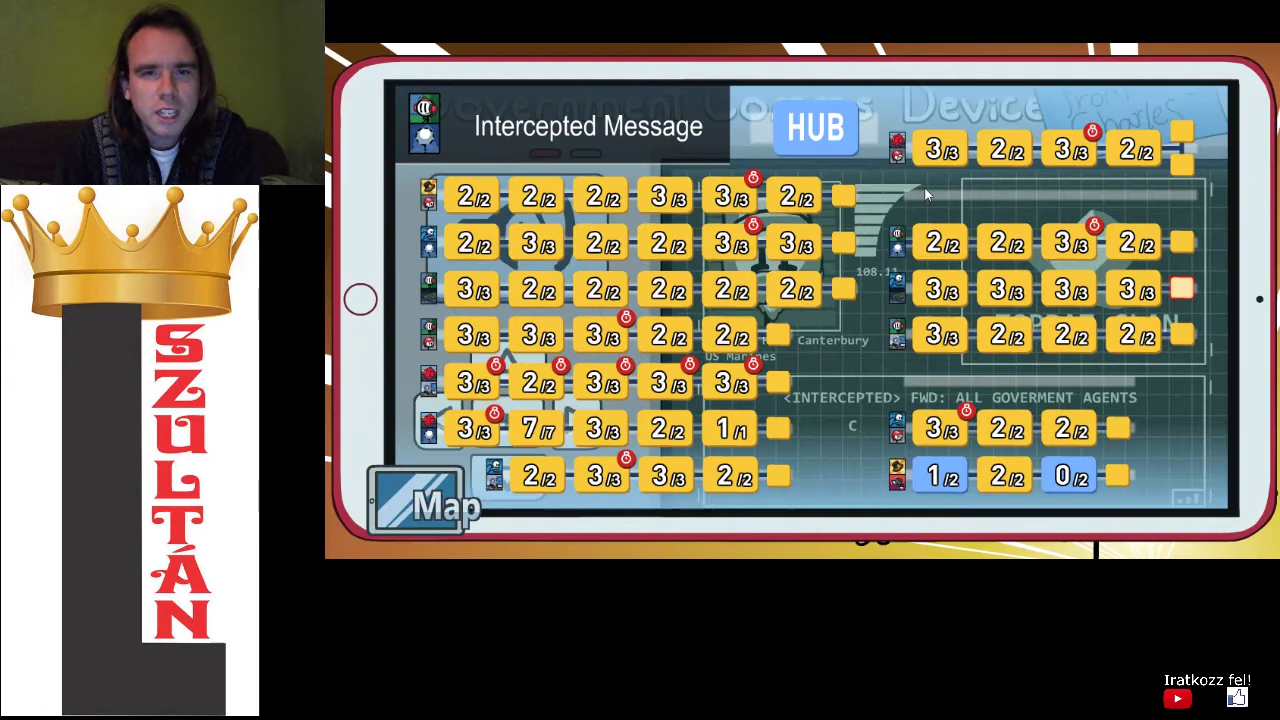 Government Corrupts Device
Iron
Charles
Intercepted Message
HUB
3/3 2/2 3/3 2/2
2/2 2/2 2/2 3/3 3/3 2/2
2/2 3/3 2/2 2/2 3/3 3/3
2/2 2/2 3/3 2/2
108.11
3/3 2/2 2/2 2/2 2/2 2/2
3/3 3/3 3/3 3/3
3/3 3/3 3/3 2/2 2/2
Canterbury
US Marines
3/3 2/2 2/2 2/2
3/3 2/2 3/3 3/3 3/3
<INTERCEPTED> FWD: ALL GOVERMENT AGENTS
C
3/3 7/7 3/3 2/2 1/1
3/3 2/2 2/2
2/2 3/3 3/3 2/2
1/2 2/2 0/2
Map
SZULTÁN
Iratkozz fel!